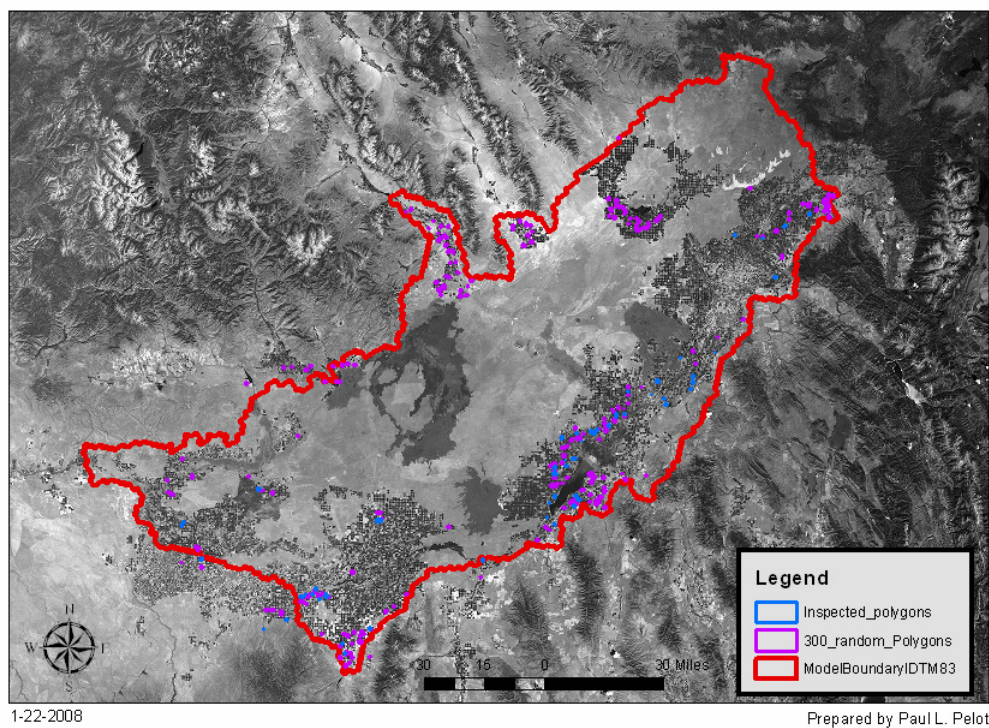 N
W
E
S
Legend
Inspected_polygons
300_random_Polygons
ModelBoundaryIDTM83
30 15 0 30 Miles
1-22-2008
Prepared by Paul L. Pelot